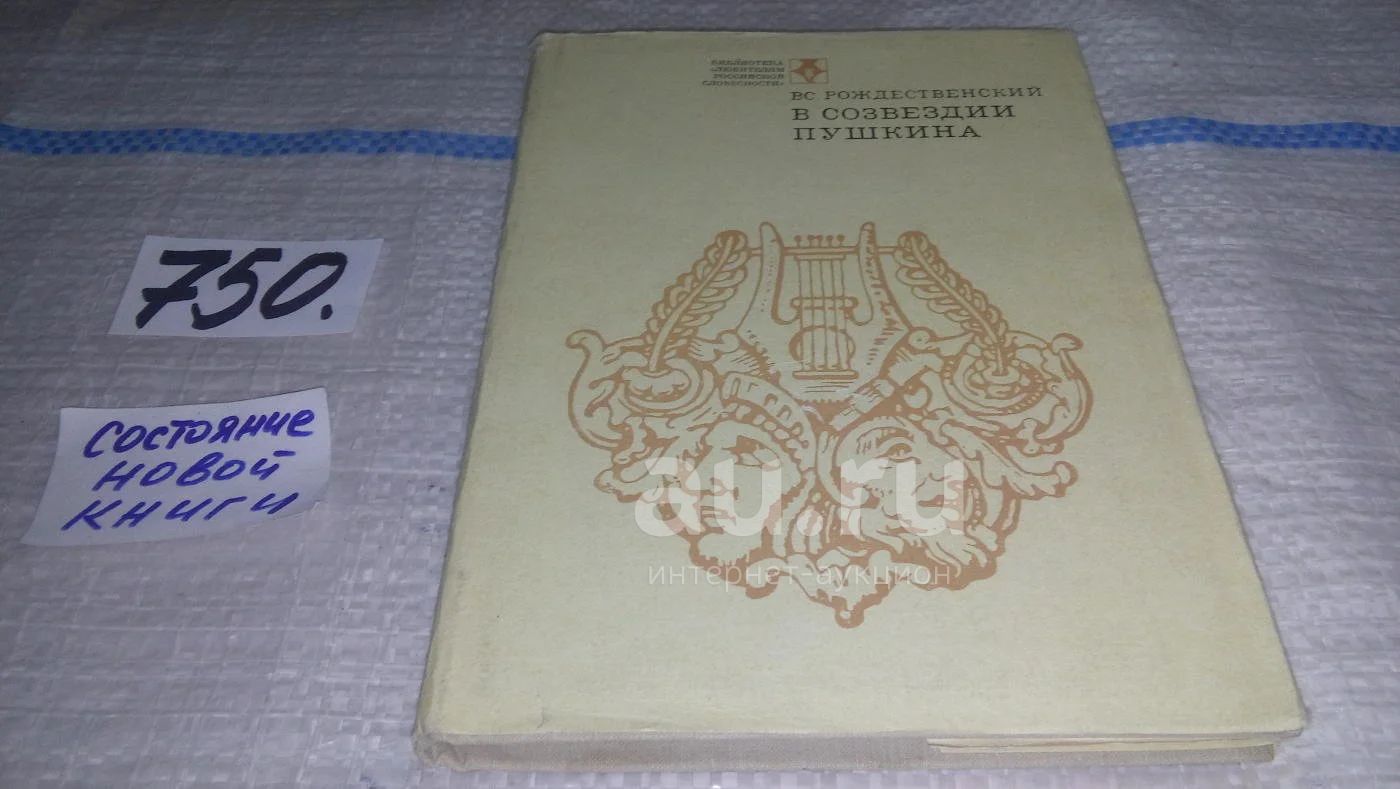 БИБЛИОТЕКА
«ЛЮБИТЕЛЯМ
РОССИЙСКОЙ
СЛОВЕСНОСТИ»
ВС. РОЖДЕСТВЕНСКИЙ
В СОЗВЕЗДИИ
ПУШКИНА
750.
состояние
новой
книги
au.ru
интернет-аукцион